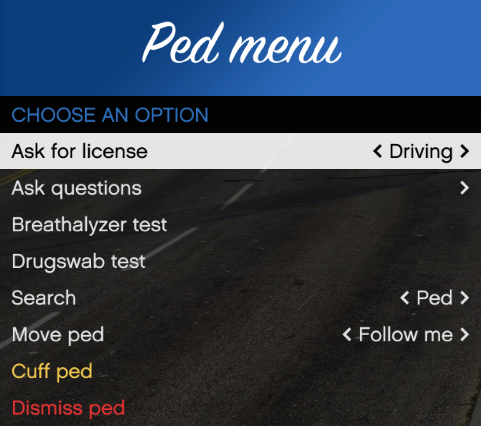 Ped menu
CHOOSE AN OPTION
Ask for license < Driving >
Ask questions >
Breathalyzer test
Drugswab test
Search < Ped >
Move ped < Follow me >
Cuff ped
Dismiss ped